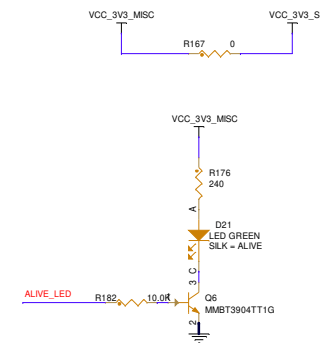 VCC_3V3_MISC
VCC_3V3_S
R167
0
VCC_3V3_MISC
R176
240
A
D21
LED GREEN
SILK = ALIVE
C
3
ALIVE_LED
R182
10.0K
Q6
MMBT3904TT1G
2